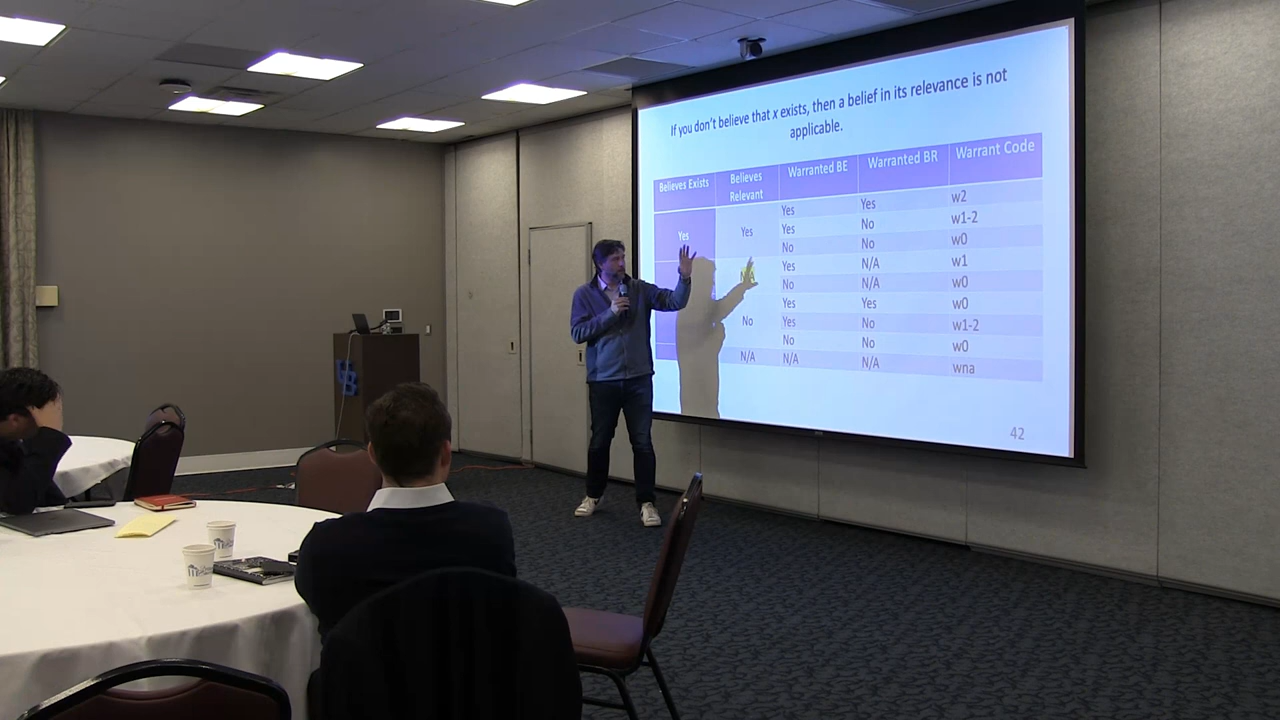 If you don't believe that x exists, then a belief in its relevance is not
applicable.
Believes Exists Believes Relevant Warranted BE Warranted BR Warrant Code
Yes Yes Yes Yes w2
Yes No w1-2
No No w0
N/A Yes N/A w1
No N/A w0
No Yes Yes w0
Yes No w1-2
No No w0
N/A N/A N/A wna
42